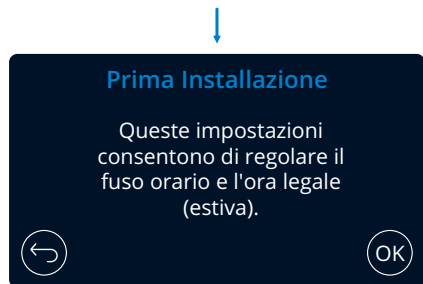 Prima Installazione
Queste impostazioni
consentono di regolare il
fuso orario e l'ora legale
(estiva).
OK